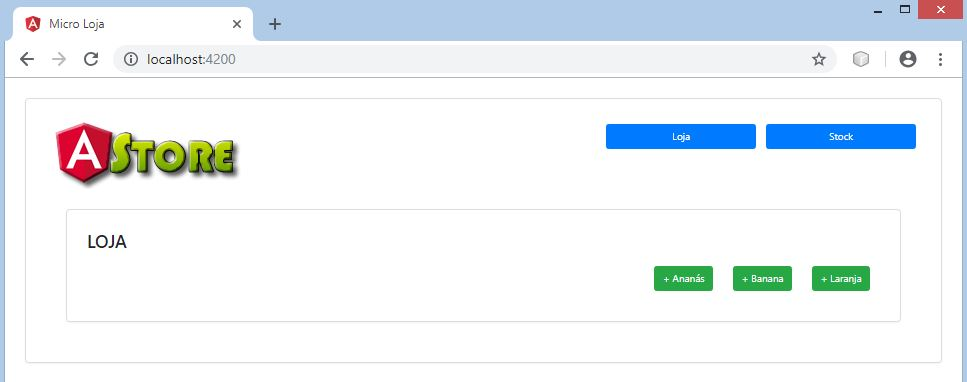 Micro Loja
localhost:4200
A STORE
Loja
Stock
LOJA
+ Ananás
+ Banana
+ Laranja